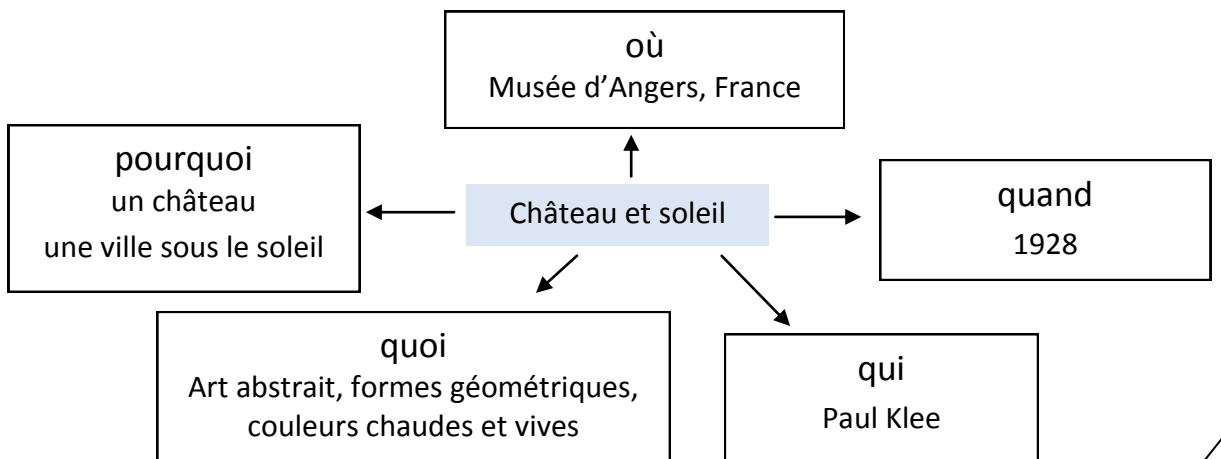 où
Musée d’Angers, France
pourquoi
un château
une ville sous le soleil
Château et soleil
quand
1928
quoi
Art abstrait, formes géométriques,
couleurs chaudes et vives
qui
Paul Klee